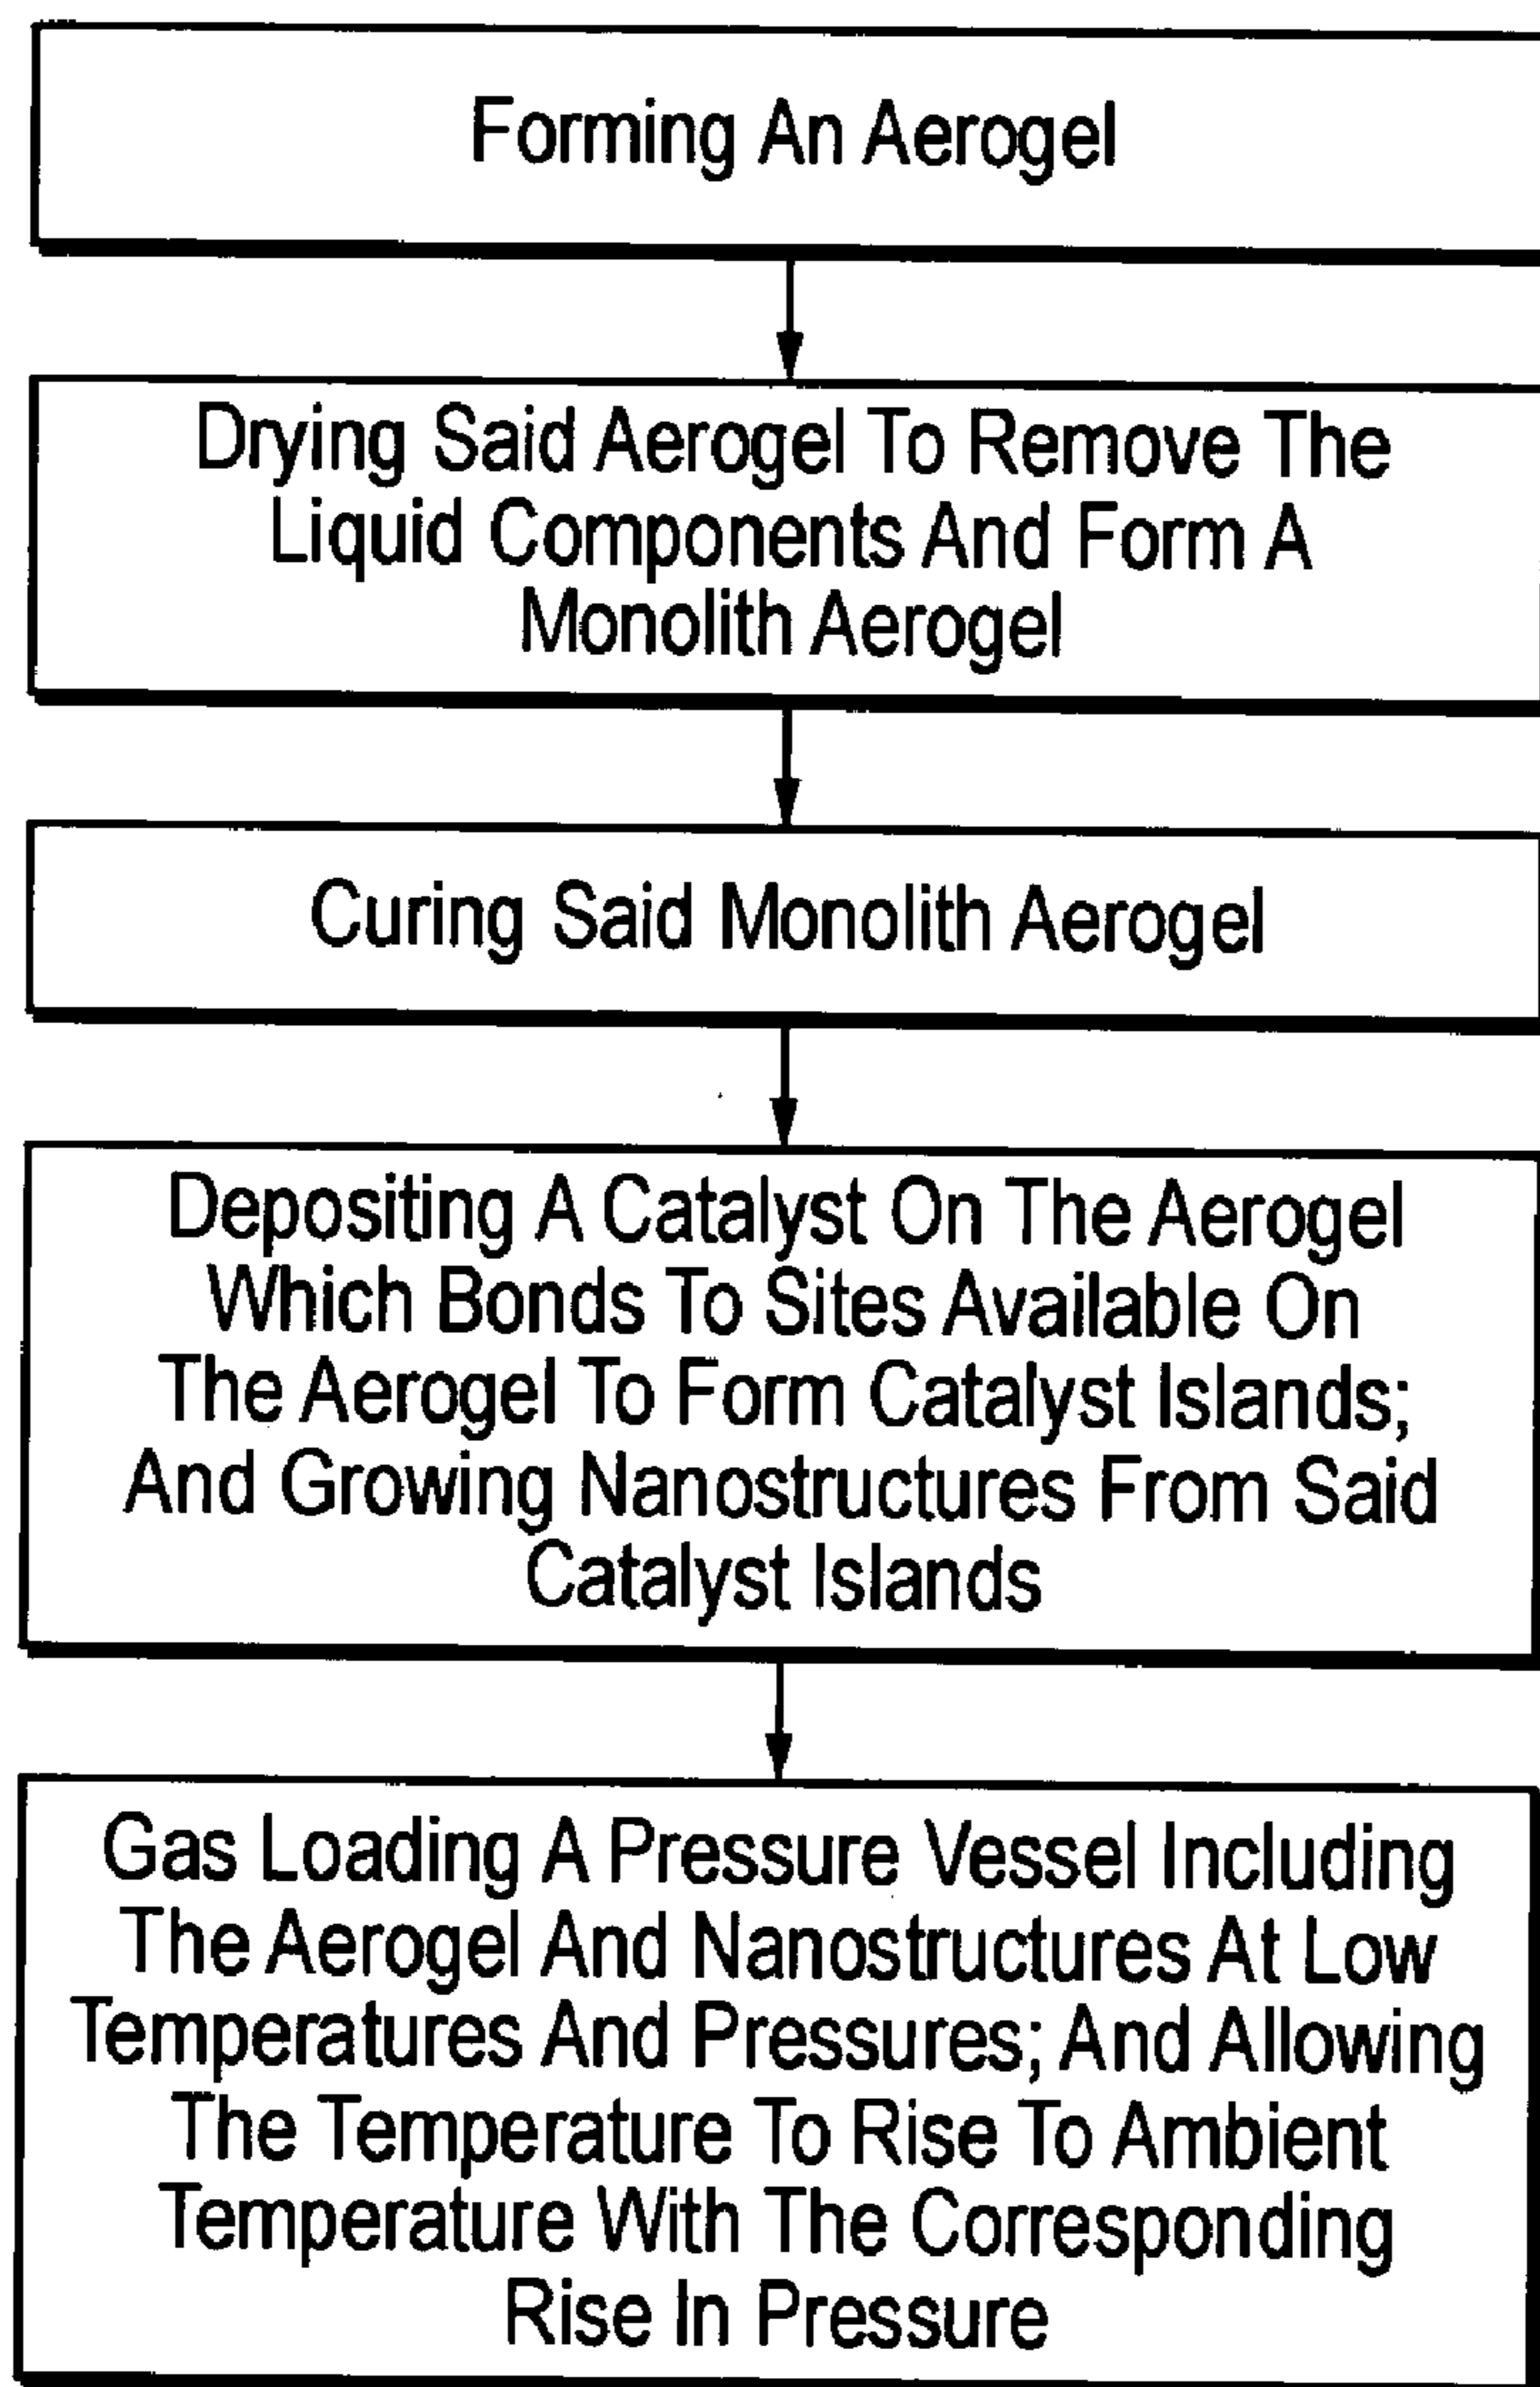 Forming An Aerogel
Drying Said Aerogel To Remove The
Liquid Components And Form A
Monolith Aerogel
Curing Said Monolith Aerogel
Depositing A Catalyst On The Aerogel
Which Bonds To Sites Available On
The Aerogel To Form Catalyst Islands;
And Growing Nanostructures From Said
Catalyst Islands
Gas Loading A Pressure Vessel Including
The Aerogel And Nanostructures At Low
Temperatures And Pressures; And Allowing
The Temperature To Rise To Ambient
Temperature With The Corresponding
Rise In Pressure